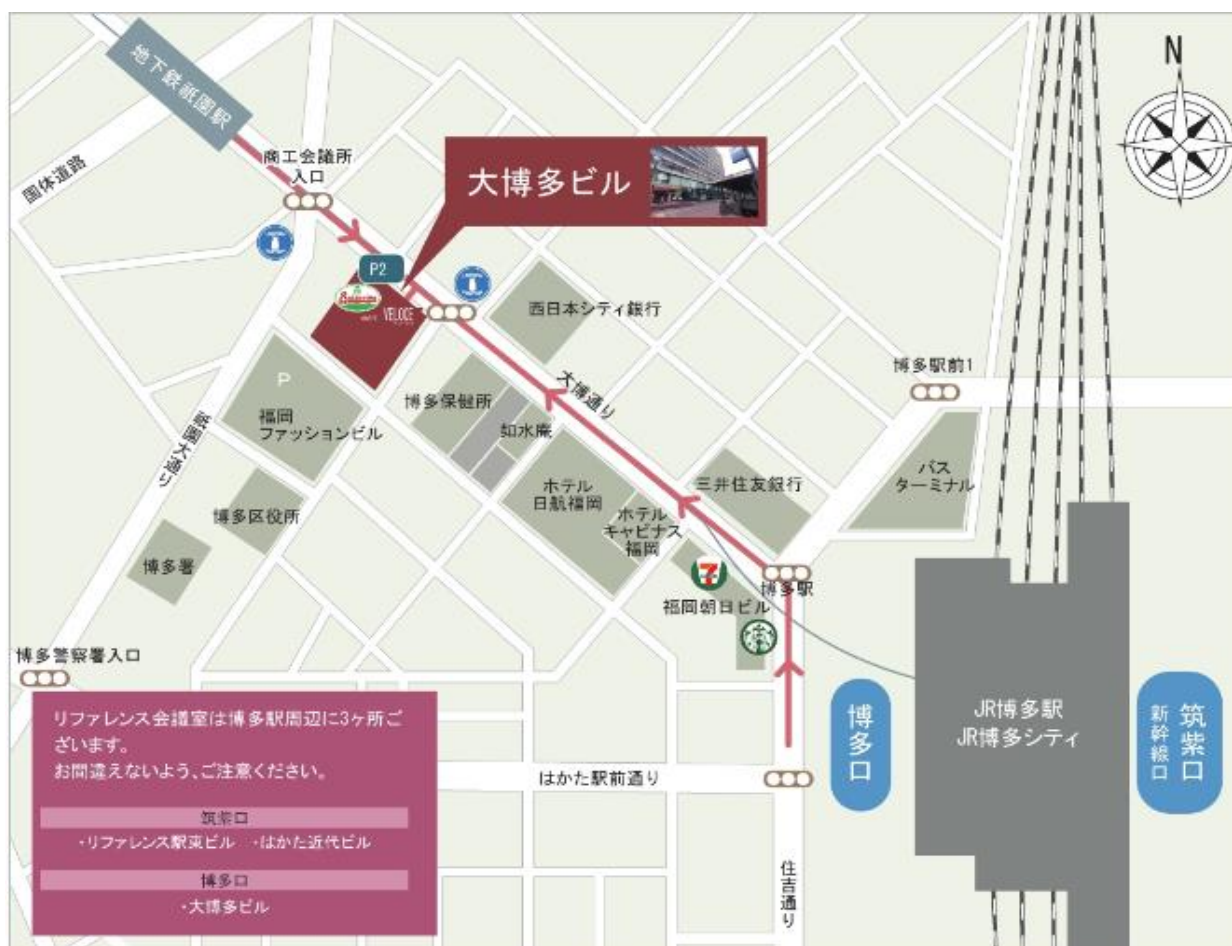 N
地下鉄祇園駅
国体道路
商工会議所
入口
大博多ビル
P2
VELOCE
西日本シティ銀行
大博通り
博多駅前1
P
福岡
ファッションビル
博多保健所
如水庵
祇園大通り
ホテル
日航福岡
三井住友銀行
バス
ターミナル
博多区役所
ホテル
キャビナス
福岡
博多署
博多駅
福岡朝日ビル
博多警察署入口
リファレンス会議室は博多駅周辺に3ヶ所ご
ざいます。
お間違えないよう、ご注意ください。
筑紫口
・リファレンス駅東ビル ・はかた近代ビル
博多口
・大博多ビル
はかた駅前通り
住吉通り
博多口
JR博多駅
JR博多シティ
筑紫口
新幹線口